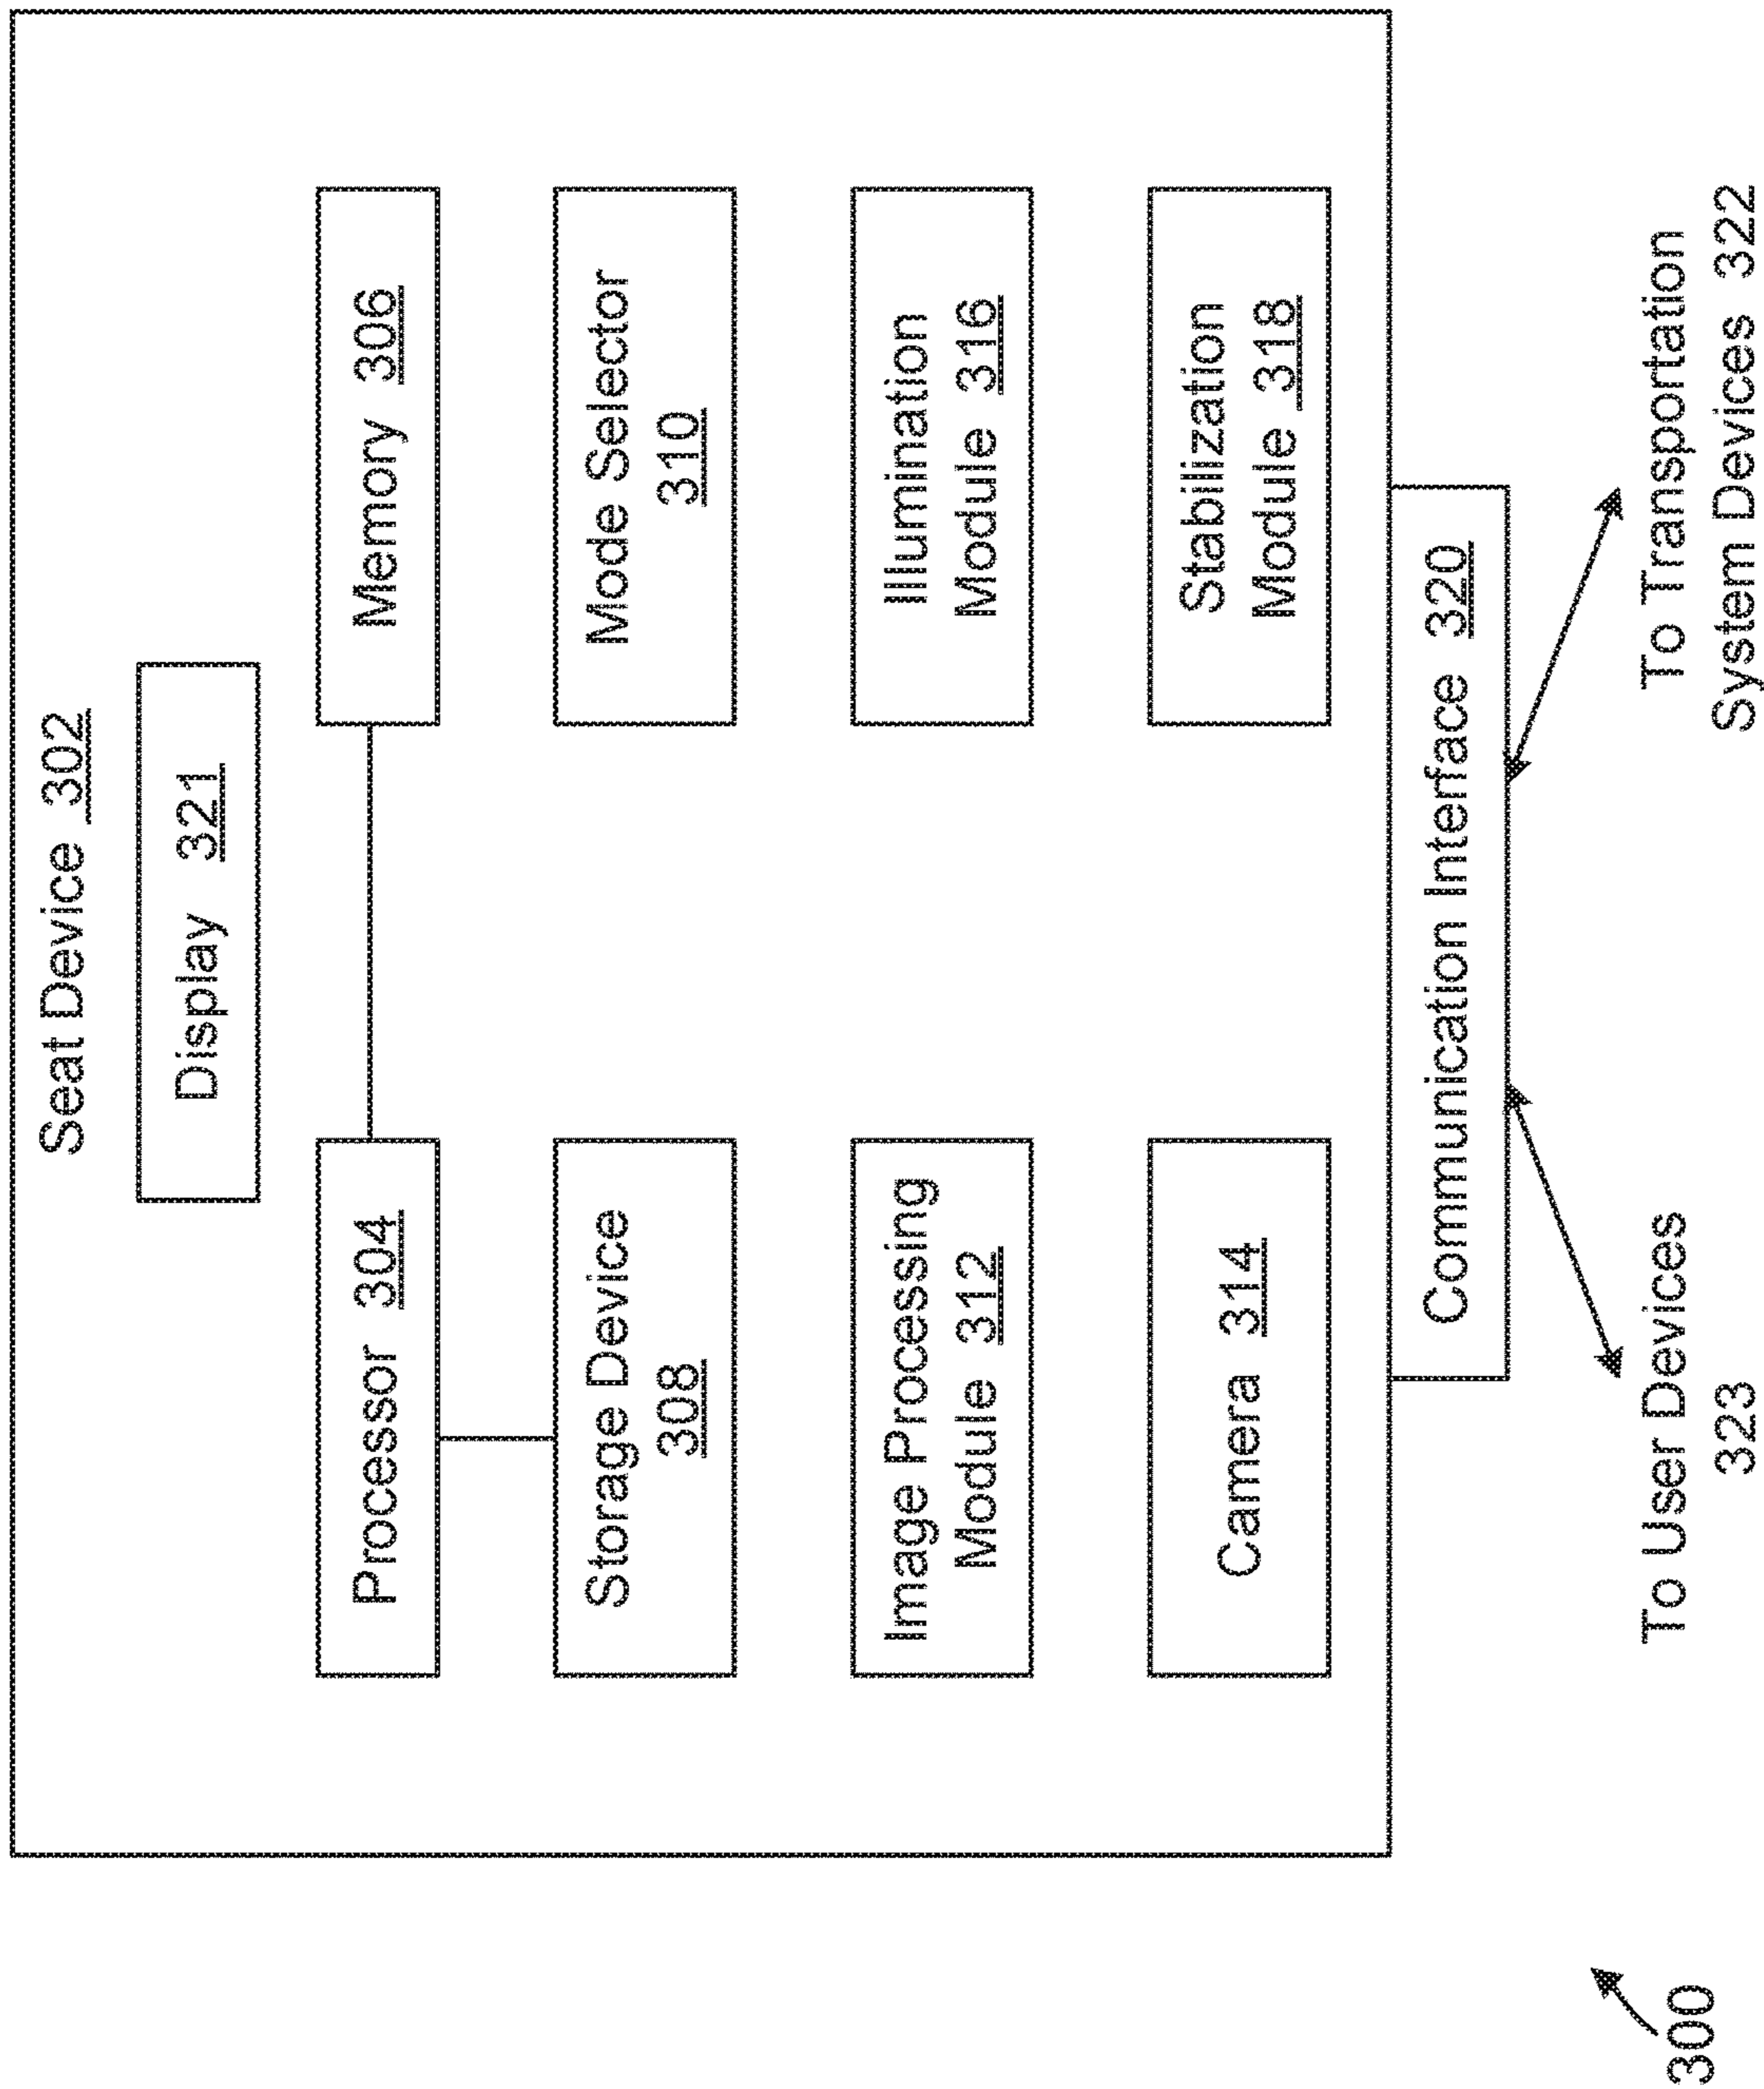 Seat Device 302
Display 321
Processor 304
Memory 306
Storage Device
308
Mode Selector
310
Image Processing
Module 312
Illumination
Module 316
Camera 314
Stabilization
Module 318
Communication Interface 320
To User Devices
323
To Transportation
System Devices 322
300